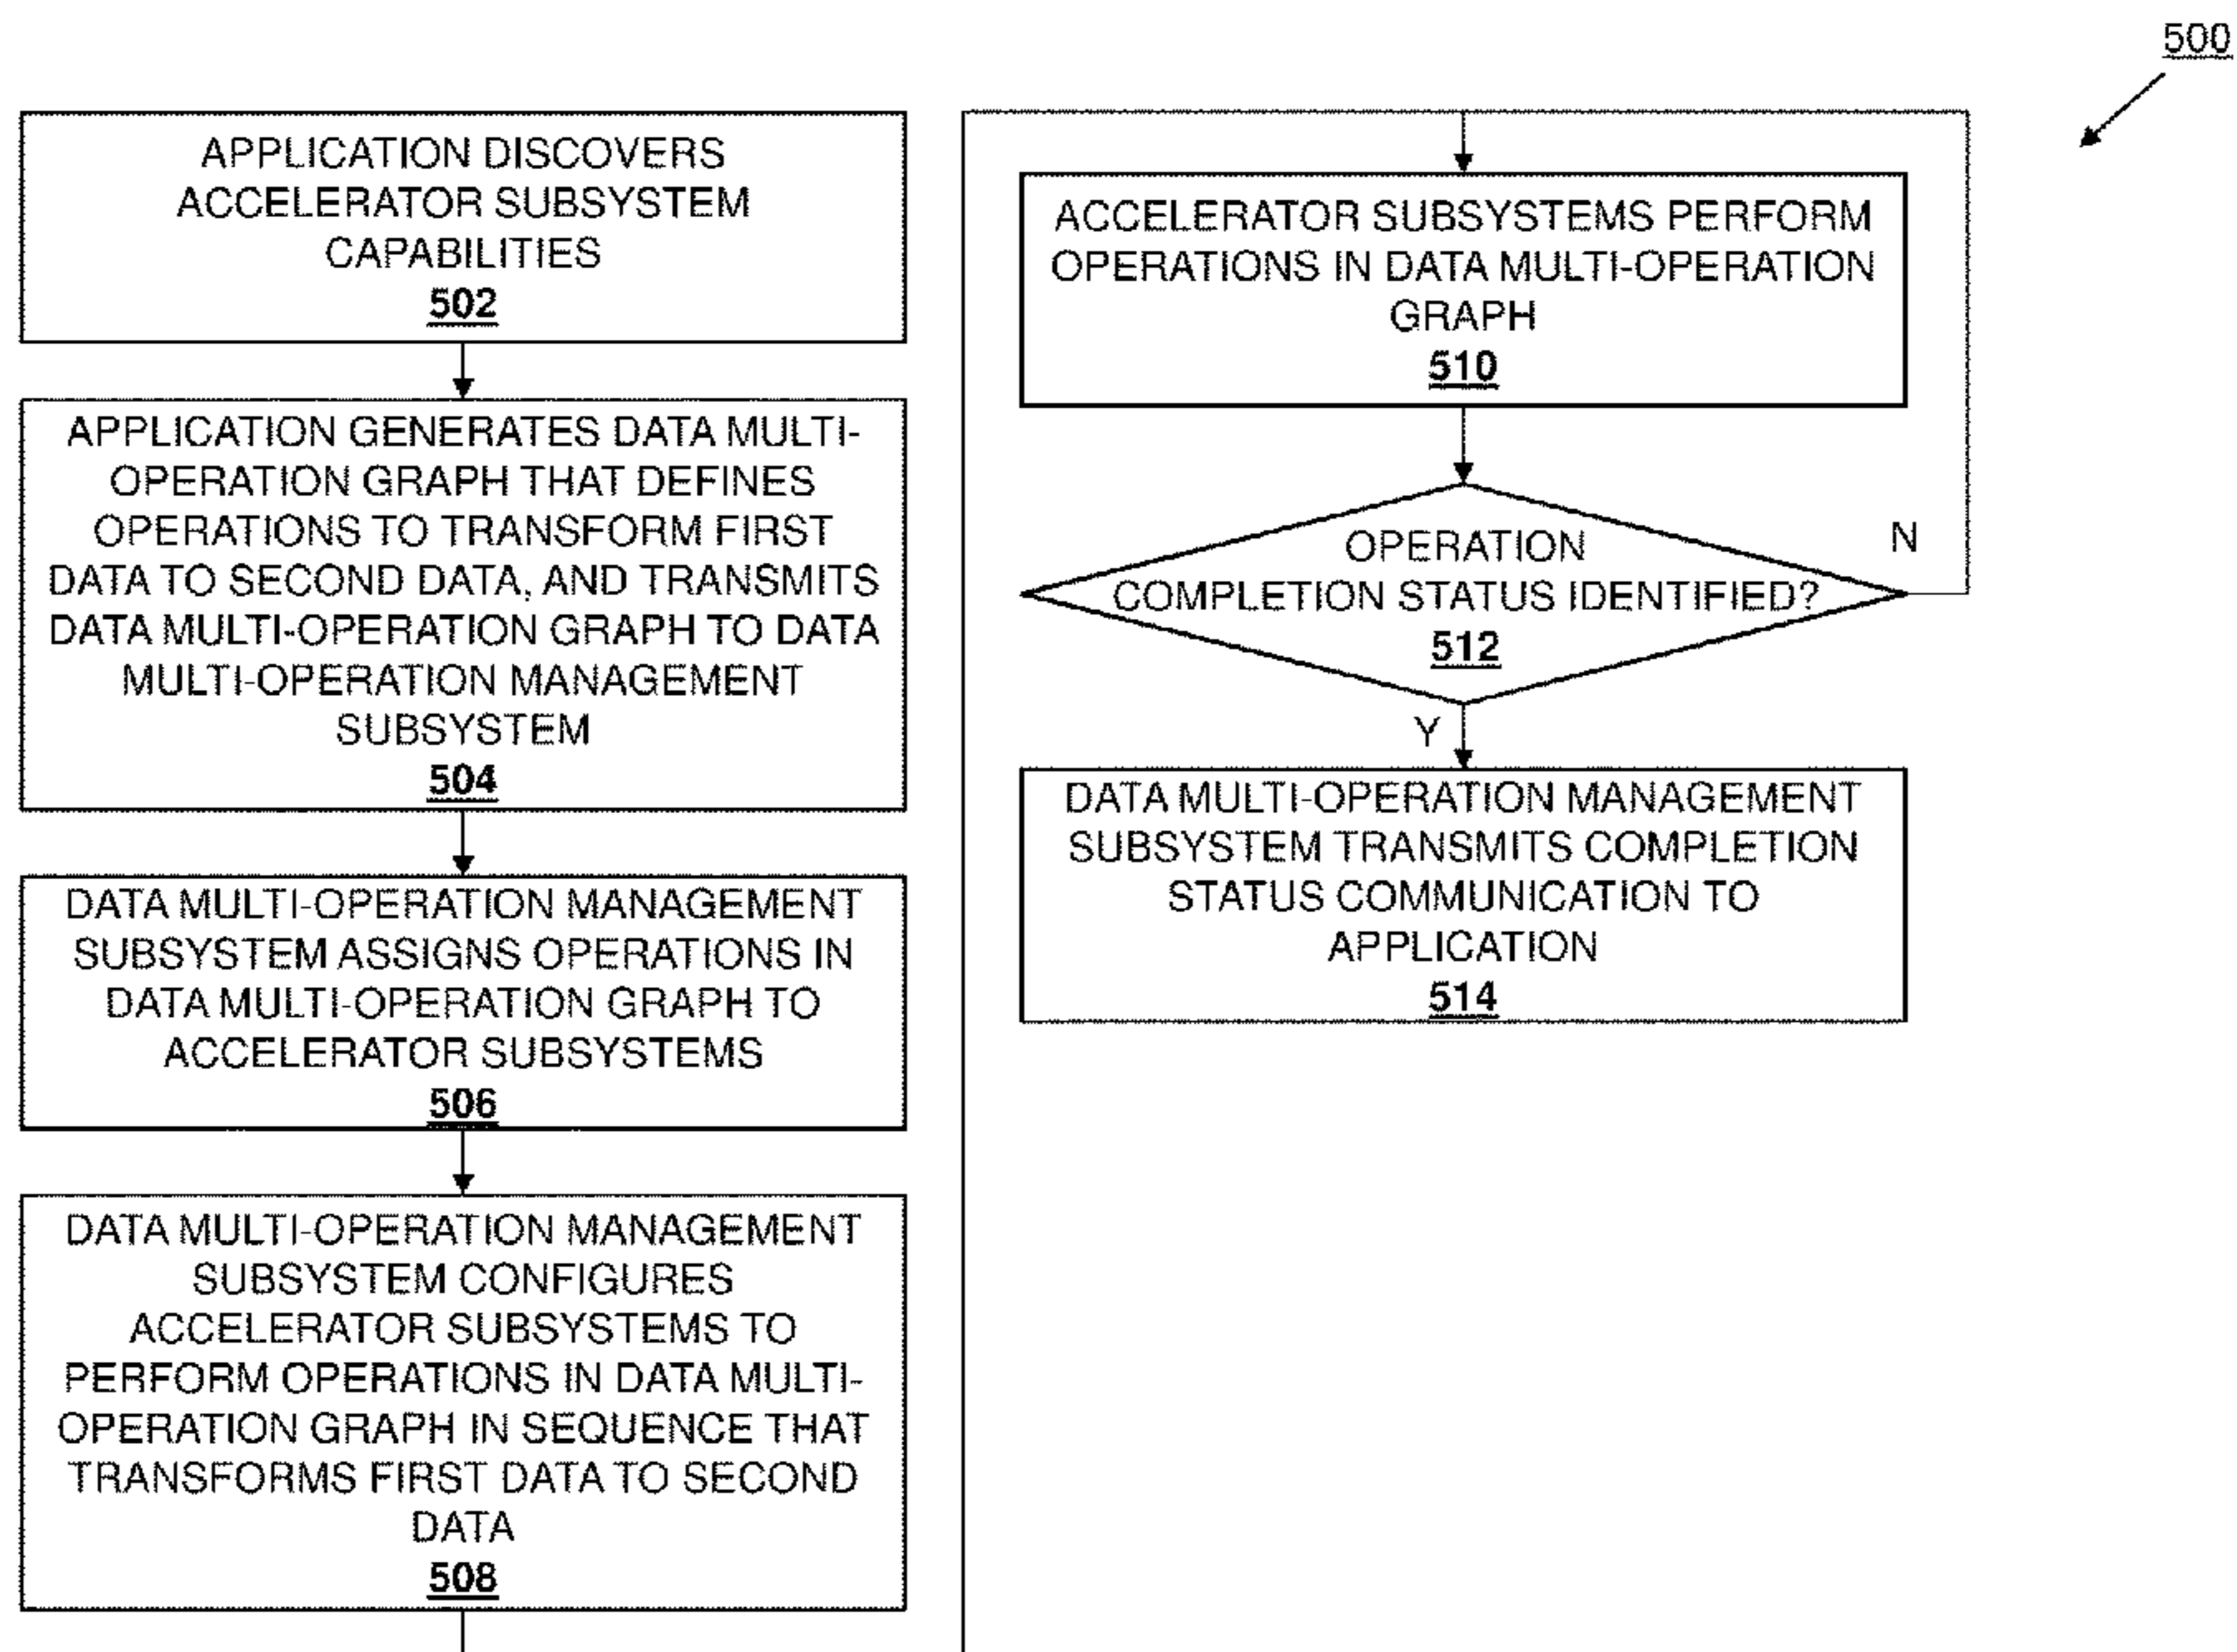 500
APPLICATION DISCOVERS
ACCELERATOR SUBSYSTEM
CAPABILITIES
502
APPLICATION GENERATES DATA MULTI-
OPERATION GRAPH THAT DEFINES
OPERATIONS TO TRANSFORM FIRST
DATA TO SECOND DATA, AND TRANSMITS
DATA MULTI-OPERATION GRAPH TO DATA
MULTI-OPERATION MANAGEMENT
SUBSYSTEM
504
DATA MULTI-OPERATION MANAGEMENT
SUBSYSTEM ASSIGNS OPERATIONS IN
DATA MULTI-OPERATION GRAPH TO
ACCELERATOR SUBSYSTEMS
506
DATA MULTI-OPERATION MANAGEMENT
SUBSYSTEM CONFIGURES
ACCELERATOR SUBSYSTEMS TO
PERFORM OPERATIONS IN DATA MULTI-
OPERATION GRAPH IN SEQUENCE THAT
TRANSFORMS FIRST DATA TO SECOND
DATA
508
ACCELERATOR SUBSYSTEMS PERFORM
OPERATIONS IN DATA MULTI-OPERATION
GRAPH
510
OPERATION
COMPLETION STATUS IDENTIFIED?
512
N
Y
DATA MULTI-OPERATION MANAGEMENT
SUBSYSTEM TRANSMITS COMPLETION
STATUS COMMUNICATION TO
APPLICATION
514